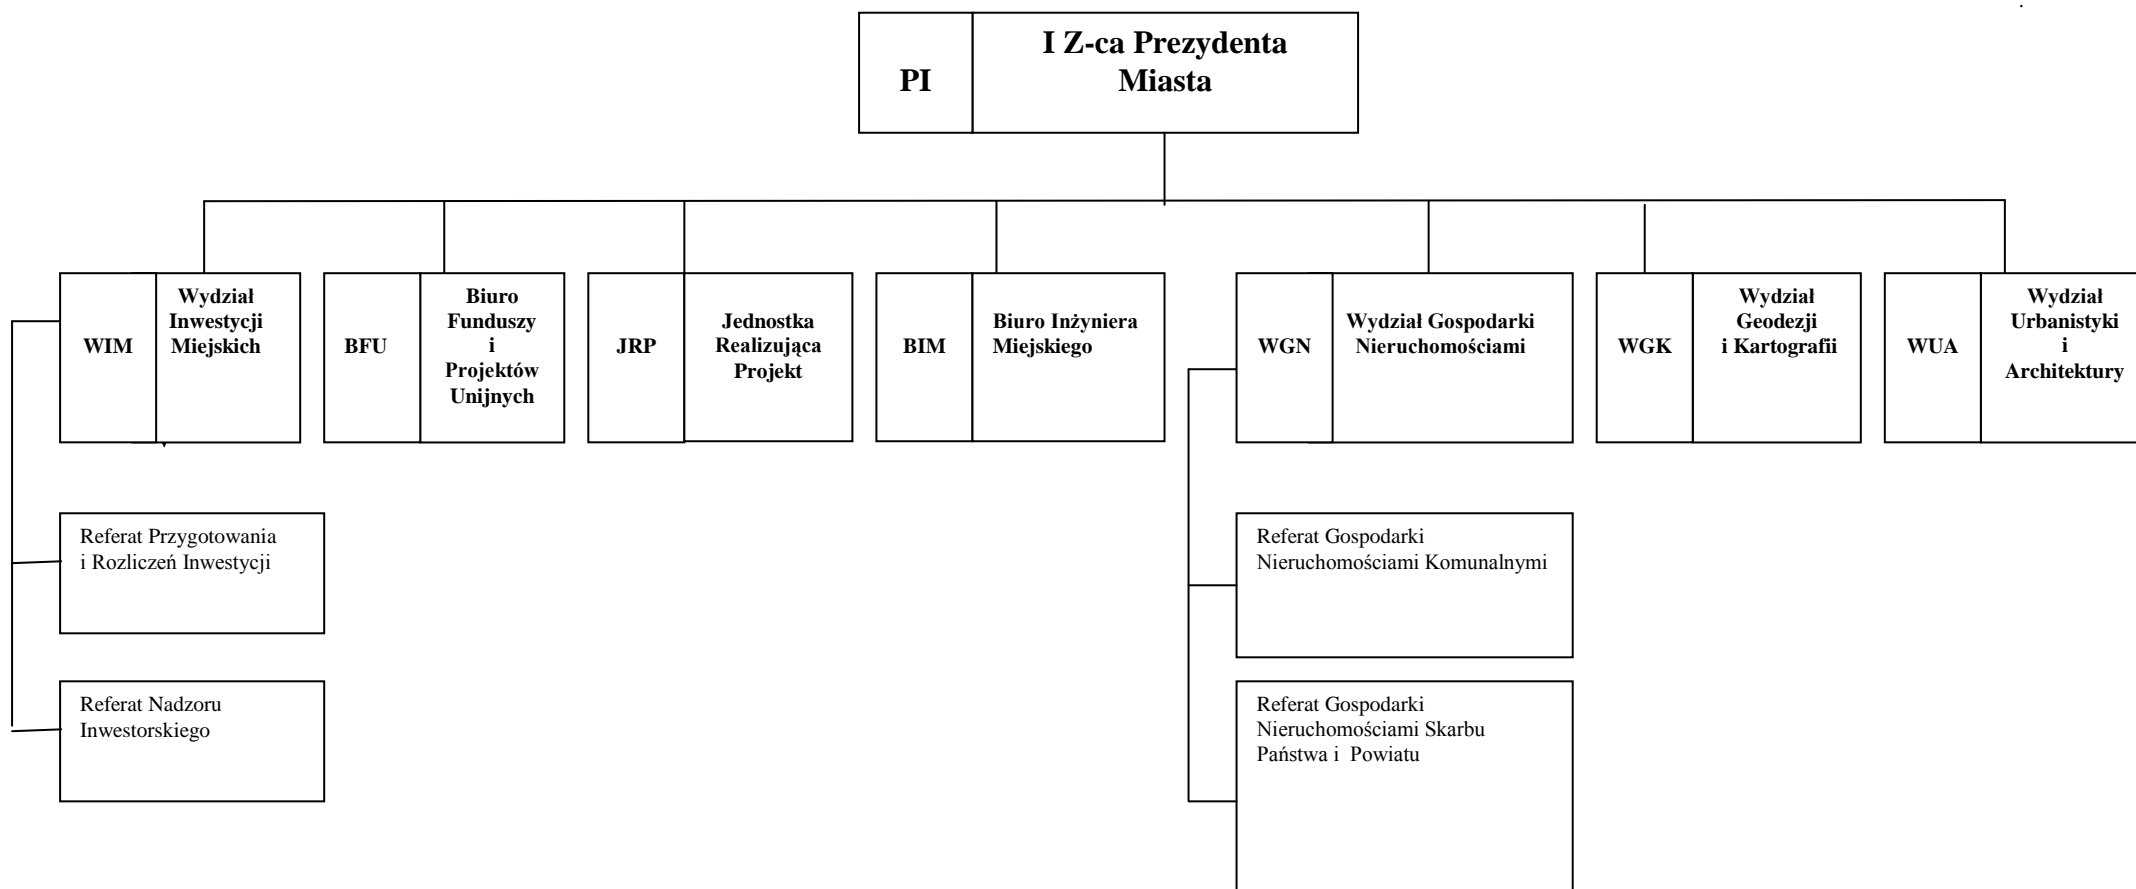 PI
I Z-ca Prezydenta
Miasta
WIM
Wydział
Inwestycji
Miejskich
BFU
Biuro
Funduszy
i
Projektów
Unijnych
JRP
Jednostka
Realizująca
Projekt
BIM
Biuro Inżyniera
Miejskiego
WGN
Wydział Gospodarki
Nieruchomościami
WGK
Wydział
Geodezji
i Kartografii
WUA
Wydział
Urbanistyki
i
Architektury
Referat Przygotowania
i Rozliczeń Inwestycji
Referat Nadzoru
Inwestorskiego
Referat Gospodarki
Nieruchomościami Komunalnymi
Referat Gospodarki
Nieruchomościami Skarbu
Państwa i  Powiatu